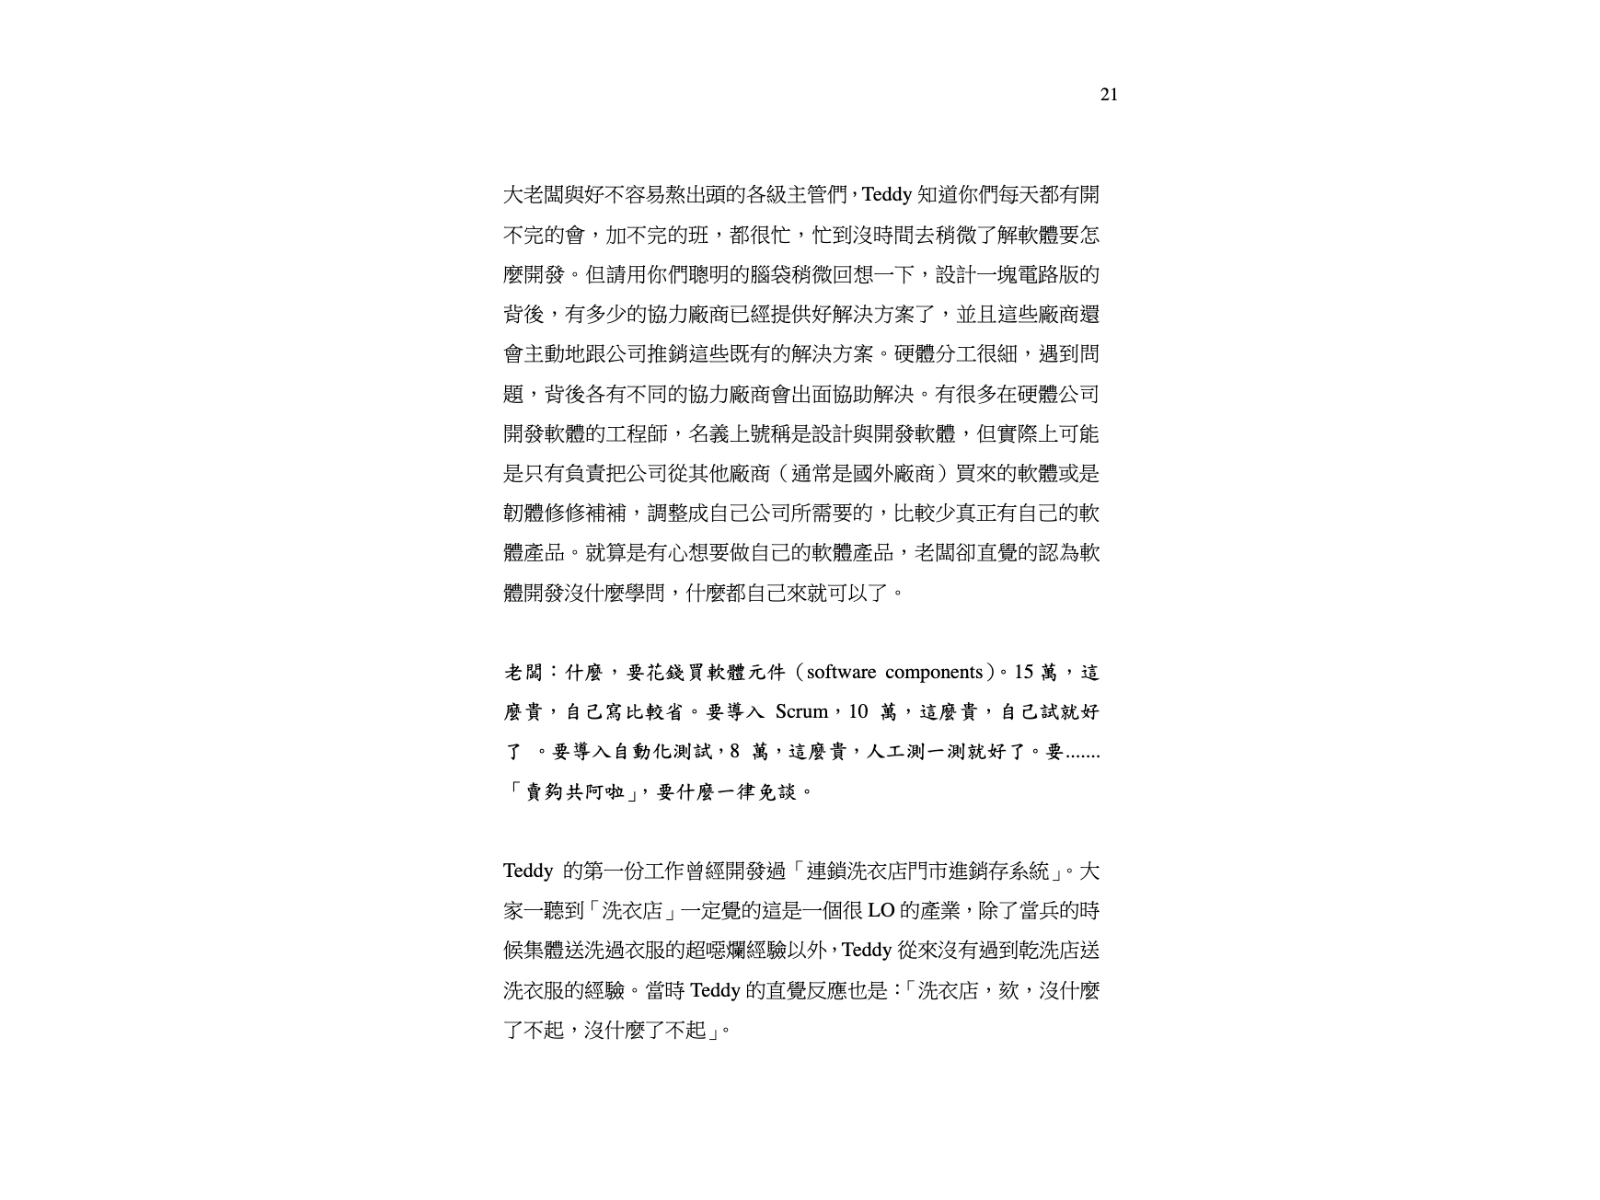 21
大老闆與好不容易熬出頭的各級主管們，Teddy 知道你們每天都有開
不完的會，加不完的班，都很忙，忙到沒時間去稍微了解軟體要怎
麼開發。但請用你們聰明的腦袋稍微回想一下，設計一塊電路版的
背後，有多少的協力廠商已經提供好解決方案了，並且這些廠商還
會主動地跟公司推銷這些既有的解決方案。硬體分工很細，遇到問
題，背後各有不同的協力廠商會出面協助解決。有很多在硬體公司
開發軟體的工程師，名義上號稱是設計與開發軟體，但實際上可能
是只有負責把公司從其他廠商（通常是國外廠商）買來的軟體或是
韌體修修補補，調整成自己公司所需要的，比較少真正有自己的軟
體產品。就算是有心想要做自己的軟體產品，老闆卻直覺的認為軟
體開發沒什麼學問，什麼都自己來就可以了。
老闆：什麼，要花錢買軟體元件（software components）。15 萬，這
麼貴，自己寫比較省。要導入 Scrum，10 萬，這麼貴，自己試就好
了 。要導入自動化測試，8 萬，這麼貴，人工測一測就好了。要.......
「賣夠共阿啦」，要什麼一律免談。
Teddy 的第一份工作曾經開發過「連鎖洗衣店門市進銷存系統」。大
家一聽到「洗衣店」一定覺的這是一個很 LO 的產業，除了當兵的時
候集體送洗過衣服的超噁爛經驗以外，Teddy 從來沒有過到乾洗店送
洗衣服的經驗。當時 Teddy 的直覺反應也是：「洗衣店，欸，沒什麼
了不起，沒什麼了不起」。